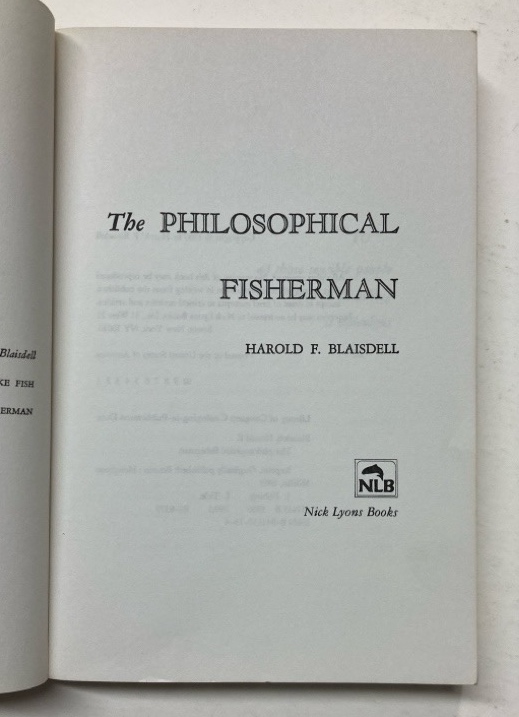 Blaisdell
KE FISH
ERMAN
The PHILOSOPHICAL
FISHERMAN
HAROLD F. BLAISDELL
NLB
Nick Lyons Books